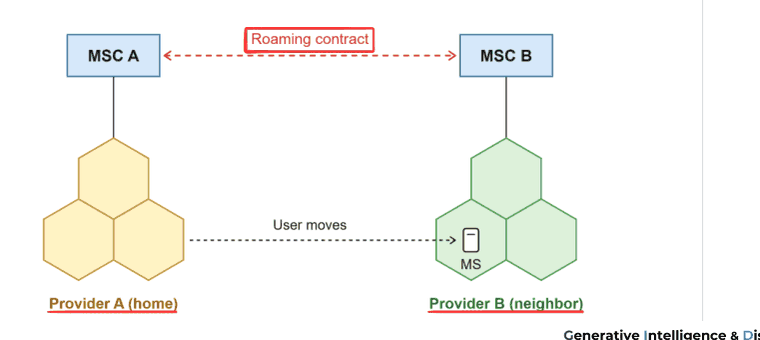 Roaming contract
MSC A
MSC B
User moves
MS
Provider A (home)
Provider B (neighbor)
Generative Intelligence &